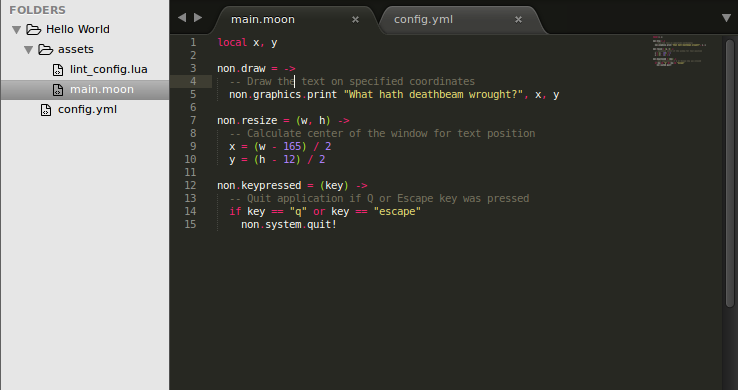 FOLDERS
Hello World
assets
lint_config.lua
main.moon
config.yml
main.moon × config.yml ×
1 local x, y
2
3 non.draw = ->
4 -- Draw the text on specified coordinates
5 non.graphics.print "What hath deathbeam wrought?", x, y
6
7 non.resize = (w, h) ->
8 -- Calculate center of the window for text position
9 x = (w - 165) / 2
10 y = (h - 12) / 2
11
12 non.keypressed = (key) ->
13 -- Quit application if Q or Escape key was pressed
14 if key == "q" or key == "escape"
15 non.system.quit!